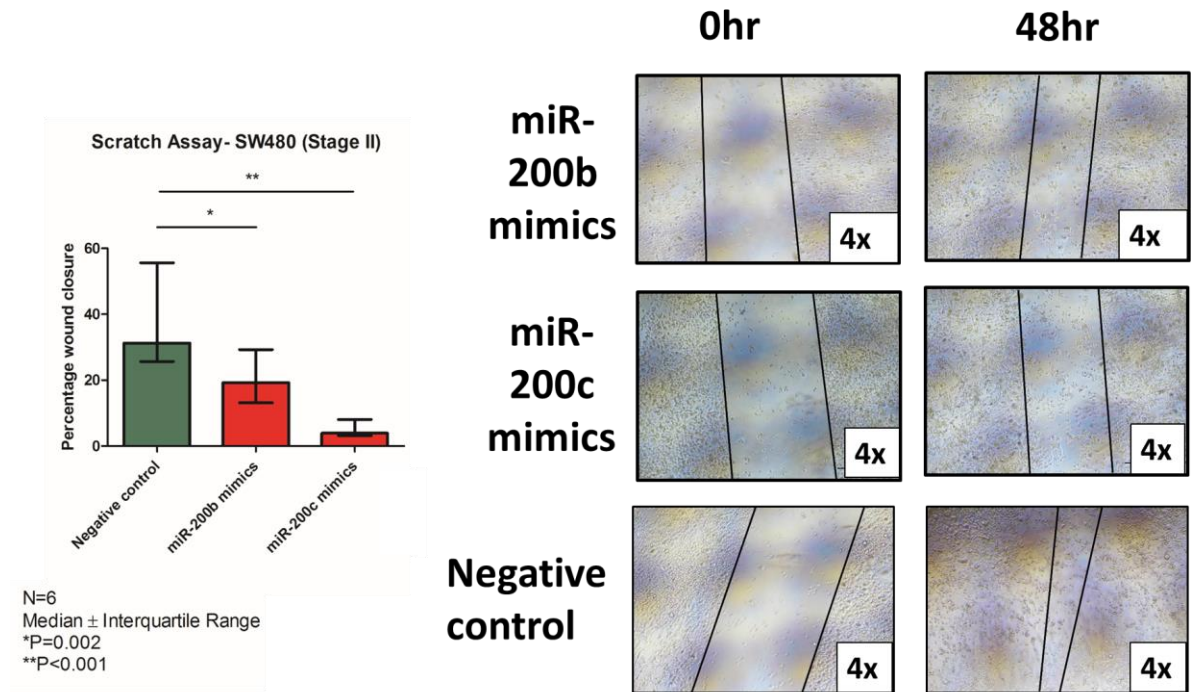 Scratch Assay- SW480 (Stage II)
**
*
60
40
20
0
Percentage wound closure
Negative control
miR-200b mimics
miR-200c mimics
N=6
Median ± Interquartile Range
*P=0.002
**P<0.001
0hr
48hr
miR-
200b
mimics
4x
4x
miR-
200c
mimics
4x
4x
Negative
control
4x
4x